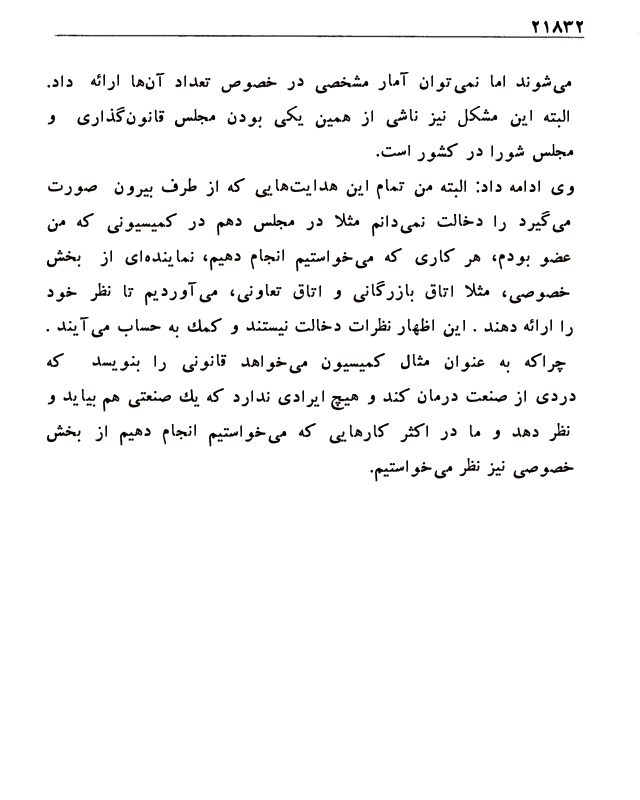 ۲۱۸۳۲
می‌شوند اما نمی‌توان آمار مشخصی در خصوص تعداد آن‌ها ارائه داد.
البته این مشکل نیز ناشی از همین یکی بودن مجلس قانون‌گذاری و
مجلس شورا در کشور است.
وی ادامه داد: البته من تمام این هدایت‌هایی که از طرف بیرون صورت
می‌گیرد را دخالت نمی‌دانم مثلا در مجلس دهم در کمیسیونی که من
عضو بودم، هر کاری که می‌خواستیم انجام دهیم، نماینده‌ای از بخش
خصوصی، مثلا اتاق بازرگانی و اتاق تعاونی، می‌آوردیم تا نظر خود
را ارائه دهند . این اظهار نظرات دخالت نیستند و کمك به حساب می‌آیند .
چراکه به عنوان مثال کمیسیون می‌خواهد قانونی را بنویسد که
دردی از صنعت درمان کند و هیچ ایرادی ندارد که یك صنعتی هم بیاید و
نظر دهد و ما در اکثر کارهایی که می‌خواستیم انجام دهیم از بخش
خصوصی نیز نظر می‌خواستیم.